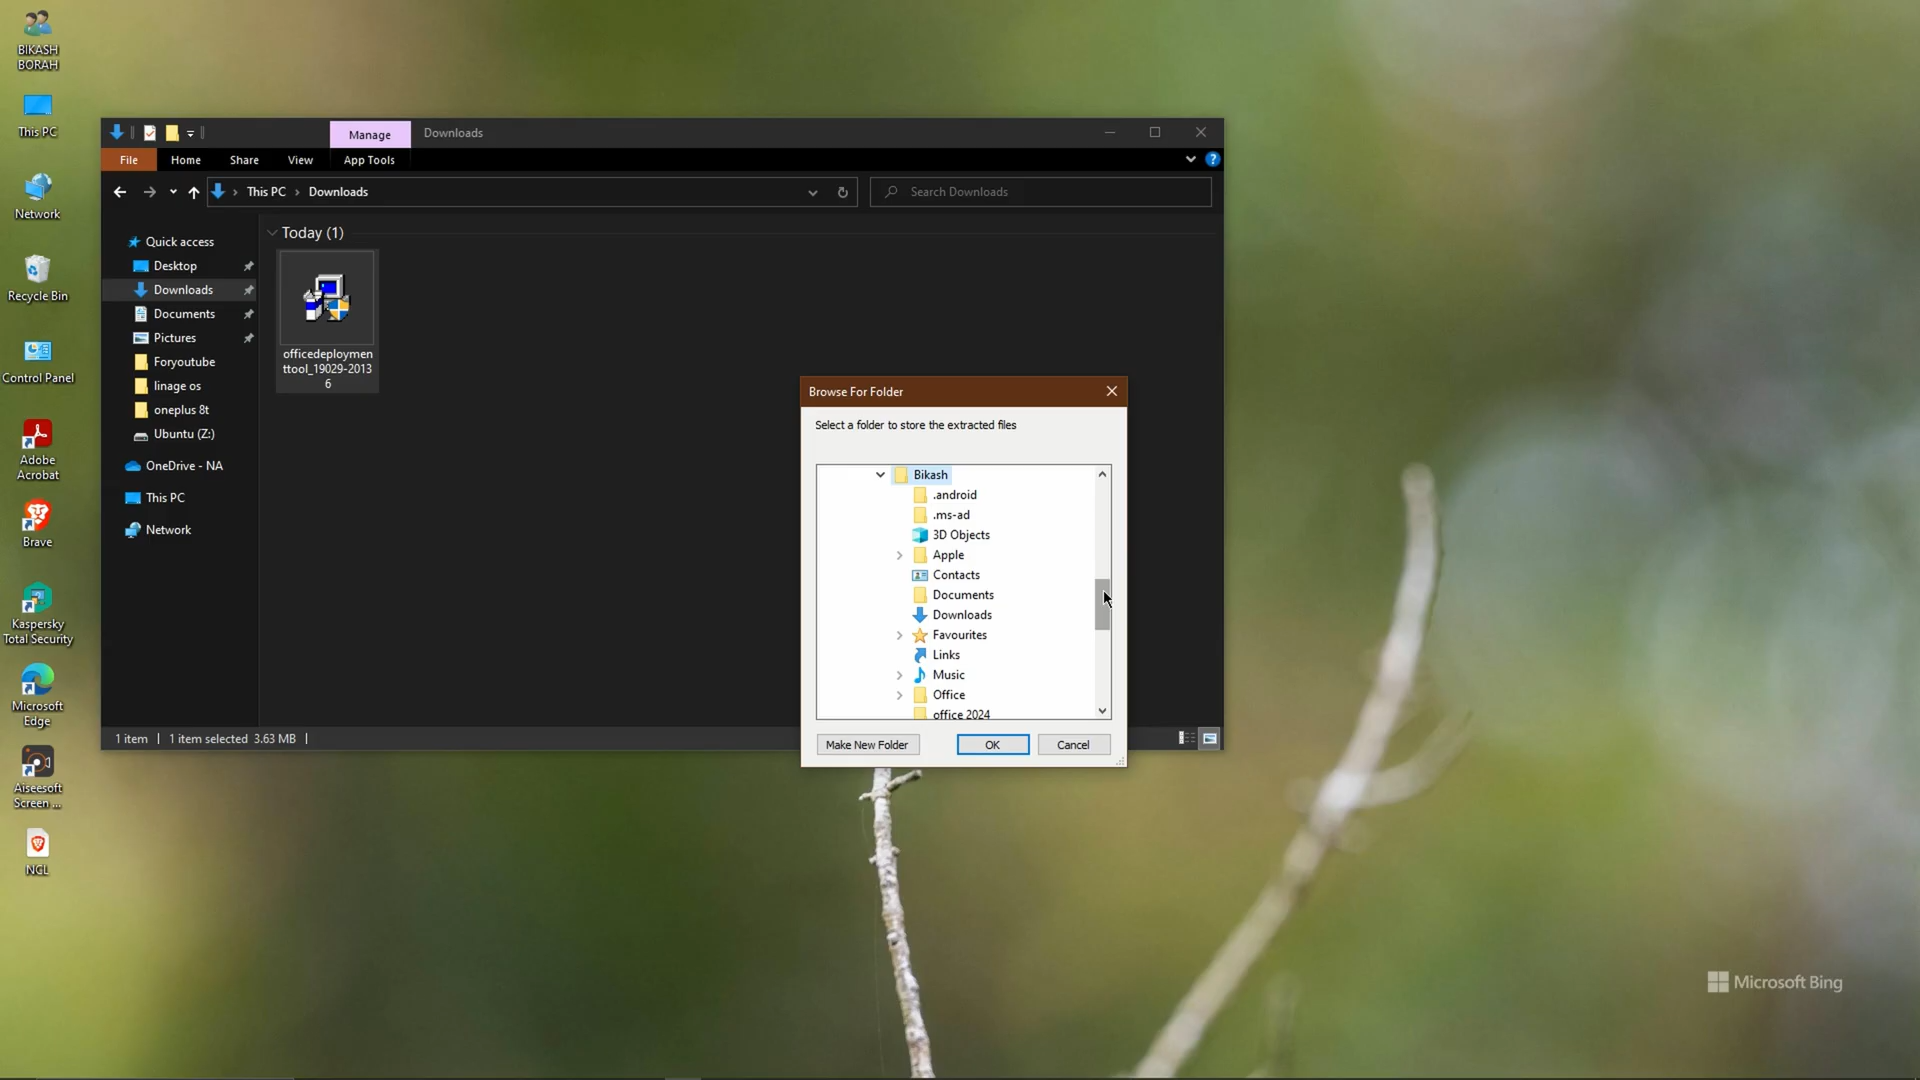 BIKASH
BORAH
This PC
Network
Recycle Bin
Control Panel
Adobe
Acrobat
Brave
Kaspersky
Total Security
Microsoft
Edge
Aiseesoft
Screen ...
NCL
Manage
Downloads
File
Home
Share
View
App Tools
This PC
Downloads
Search Downloads
Quick access
Desktop
Downloads
Documents
Pictures
Foryoutube
linage os
oneplus 8t
Ubuntu (Z:)
OneDrive - NA
This PC
Network
Today (1)
officedeploymen
ttool_19029-2013
6
1 item
1 item selected 3.63 MB
Browse For Folder
Select a folder to store the extracted files
Bikash
.android
.ms-ad
3D Objects
Apple
Contacts
Documents
Downloads
Favourites
Links
Music
Office
office 2024
Make New Folder
OK
Cancel
Microsoft Bing